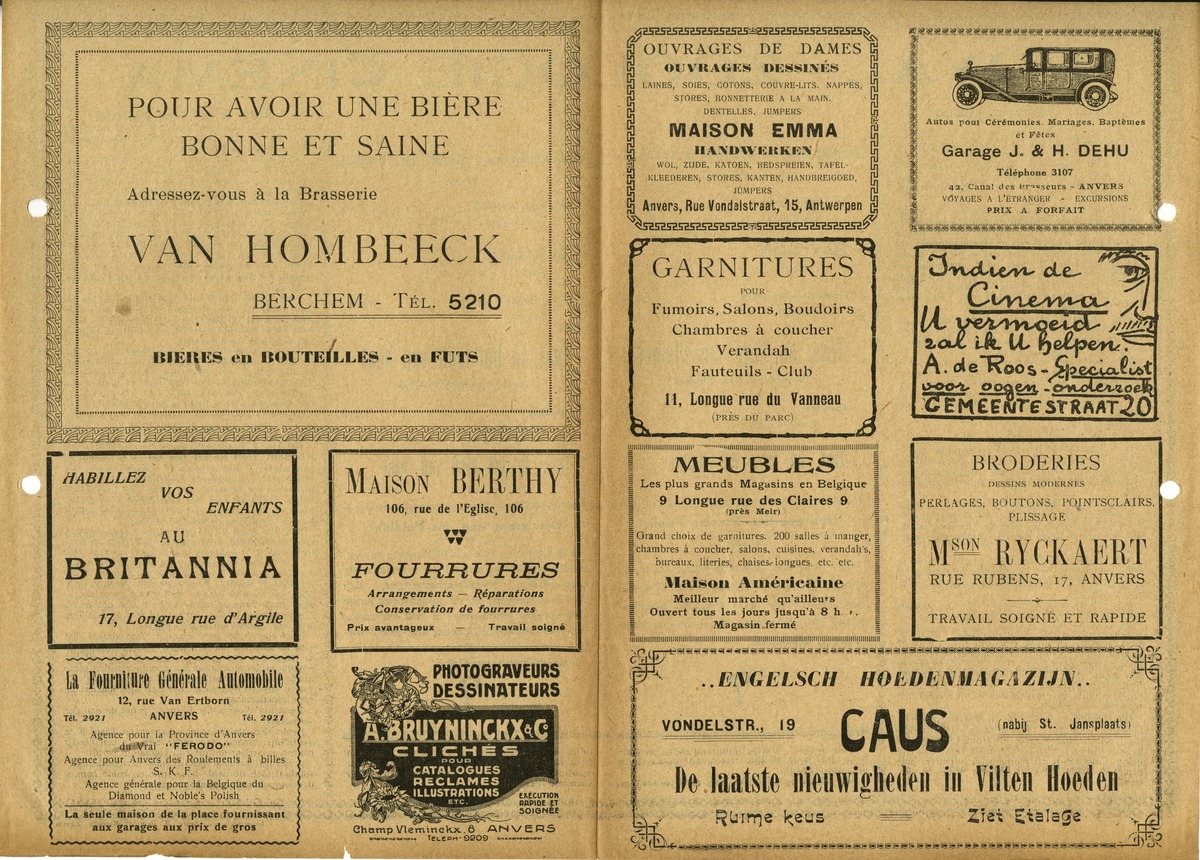 POUR AVOIR UNE BIÈRE
BONNE ET SAINE
Adressez-vous à la Brasserie
VAN HOMBEECK
BERCHEM - TÉL. 5210
BIERES en BOUTEILLES - en FUTS
HABILLEZ
VOS
ENFANTS
AU
BRITANNIA
17, Longue rue d'Argile
MAISON BERTHY
106, rue de l'Eglise, 106
FOURRURES
Arrangements — Réparations
Conservation de fourrures
Prix avantageux — Travail soigné
La Fourniture Générale Automobile
12, rue Van Ertborn
Tél. 2921 ANVERS Tél. 2921
Agence pour la Province d'Anvers
du Vrai "FERODO"
Agence pour Anvers des Roulements à billes
S. K. F.
Agence générale pour la Belgique du
Diamond et Noble's Polish
La seule maison de la place fournissant
aux garages aux prix de gros
PHOTOGRAVEURS
DESSINATEURS
A. BRUYNINCKX & Cº
CLICHÉS
POUR
CATALOGUES
RECLAMES
ILLUSTRATIONS
ETC.
EXÉCUTION
RAPIDE ET
SOIGNÉE
Champ Vleminckx. 8 ANVERS
TELEPH. 9209
OUVRAGES DE DAMES
OUVRAGES DESSINÉS
LAINES, SOIES, COTONS, COUVRE-LITS. NAPPES,
STORES, BONNETTERIE A LA MAIN.
DENTELLES, JUMPERS
MAISON EMMA
HANDWERKEN
WOL, ZIJDE, KATOEN, BEDSPREIEN, TAFEL-
KLEEDEREN, STORES, KANTEN, HANDBREIGOED,
JUMPERS
Anvers, Rue Vondelstraat, 15, Antwerpen
Autos pour Cérémonies. Mariages. Baptèmes
et Fêtes
Garage J. & H. DEHU
Téléphone 3107
42, Canal des Brasseurs - ANVERS
VOYAGES A L'ÉTRANGER - EXCURSIONS
PRIX A FORFAIT
GARNITURES
POUR
Fumoirs, Salons, Boudoirs
Chambres à coucher
Verandah
Fauteuils - Club
11, Longue rue du Vanneau
(PRÈS DU PARC)
Indien de
Cinema
U vermoeid
zal ik U helpen.
A. de Roos - Specialist
voor oogen-onderzoek
GEMEENTESTRAAT 20
MEUBLES
Les plus grands Magasins en Belgique
9 Longue rue des Claires 9
(près Meir)
Grand choix de garnitures. 200 salles à manger,
chambres à coucher, salons, cuisines, verandah's,
bureaux, literies, chaises-longues. etc. etc.
Maison Américaine
Meilleur marché qu'ailleurs
Ouvert tous les jours jusqu'à 8 h.
Magasin fermé
BRODERIES
DESSINS MODERNES
PERLAGES, BOUTONS, POINTSCLAIRS,
PLISSAGE
MSON RYCKAERT
RUE RUBENS, 17, ANVERS
TRAVAIL SOIGNÉ ET RAPIDE
..ENGELSCH HOEDENMAGAZIJN..
VONDELSTR., 19 CAUS (nabij St. Jansplaats)
De laatste nieuwigheden in Vilten Hoeden
Ruime keus = Ziet Etalage